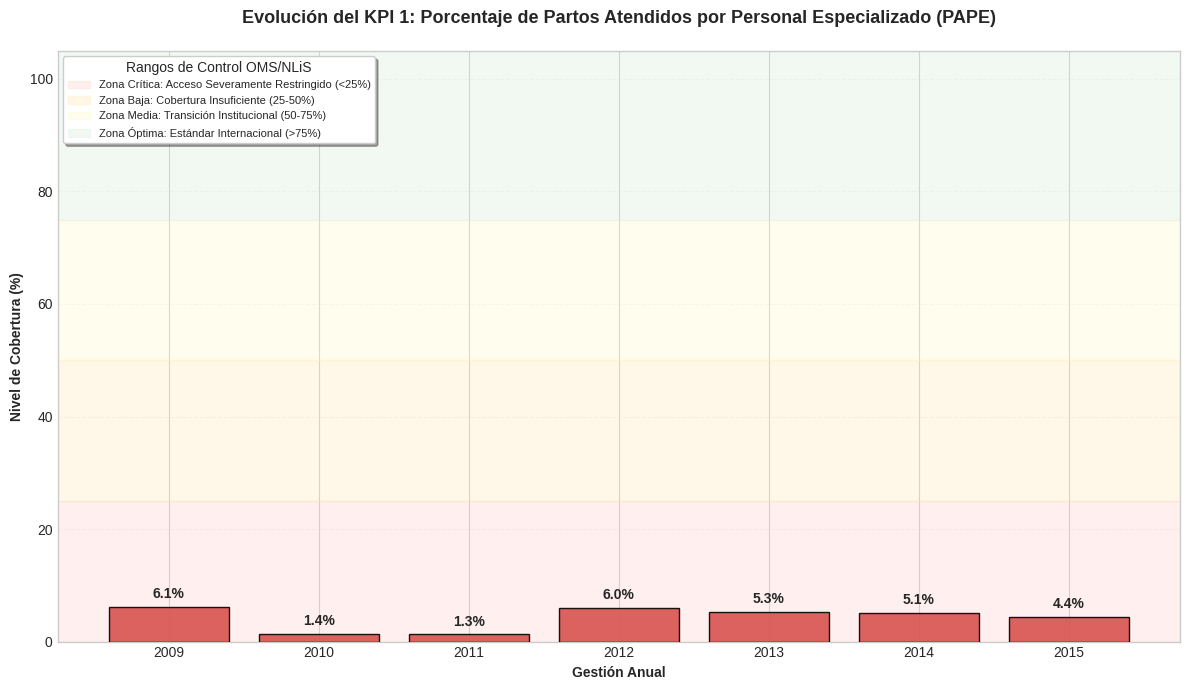 Evolución del KPI 1: Porcentaje de Partos Atendidos por Personal Especializado (PAPE)
Rangos de Control OMS/NLiS
Zona Crítica: Acceso Severamente Restringido (<25%)
Zona Baja: Cobertura Insuficiente (25-50%)
Zona Media: Transición Institucional (50-75%)
Zona Óptima: Estándar Internacional (>75%)
Nivel de Cobertura (%)
100
80
60
40
20
0
6.1%
1.4%
1.3%
6.0%
5.3%
5.1%
4.4%
2009
2010
2011
2012
2013
2014
2015
Gestión Anual